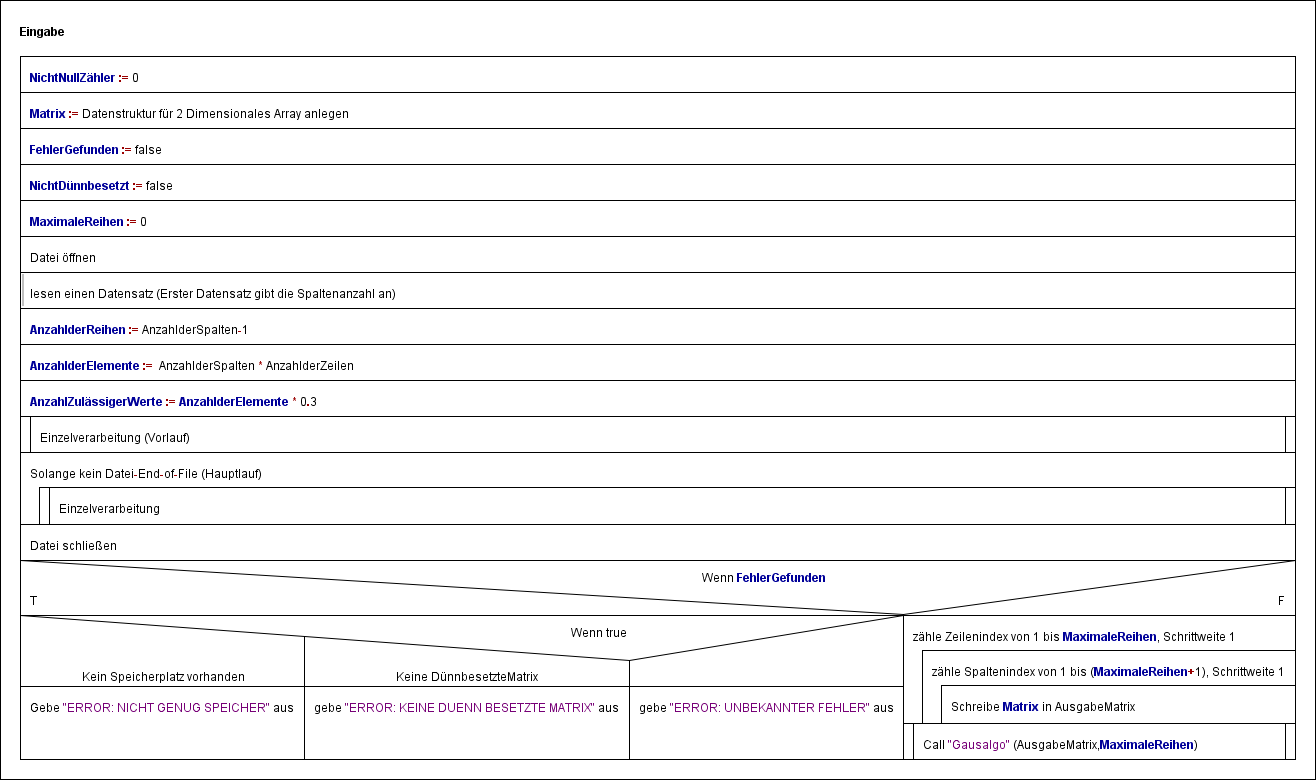 Eingabe
NichtNullZähler := 0
Matrix := Datenstruktur für 2 Dimensionales Array anlegen
FehlerGefunden := false
NichtDünnbesetzt := false
MaximaleReihen := 0
Datei öffnen
lesen einen Datensatz (Erster Datensatz gibt die Spaltenanzahl an)
AnzahlderReihen := AnzahlderSpalten-1
AnzahlderElemente := AnzahlderSpalten * AnzahlderZeilen
AnzahlZulässigerWerte := AnzahlderElemente * 0.3
Einzelverarbeitung (Vorlauf)
Solange kein Datei-End-of-File (Hauptlauf)
Einzelverarbeitung
Datei schließen
Wenn FehlerGefunden
T
F
Wenn true
Kein Speicherplatz vorhanden
Keine DünnbesetzteMatrix
Gebe "ERROR: NICHT GENUG SPEICHER" aus
gebe "ERROR: KEINE DUENN BESETZTE MATRIX" aus
gebe "ERROR: UNBEKANNTER FEHLER" aus
zähle Zeilenindex von 1 bis MaximaleReihen, Schrittweite 1
zähle Spaltenindex von 1 bis (MaximaleReihen+1), Schrittweite 1
Schreibe Matrix in AusgabeMatrix
Call "Gausalgo" (AusgabeMatrix,MaximaleReihen)